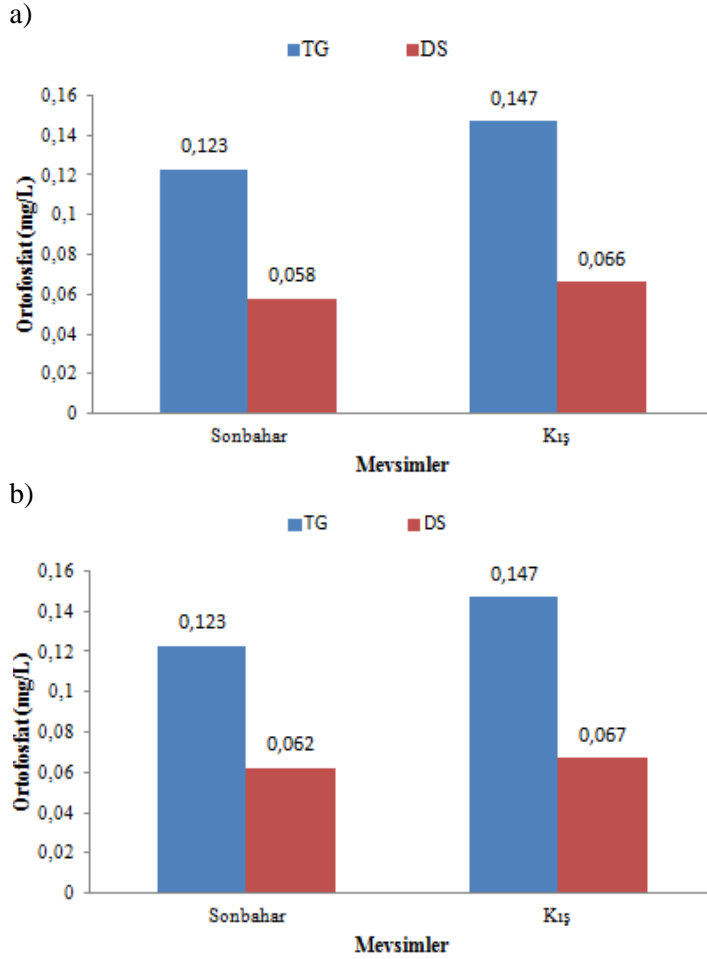 a)
TG DS
0,16
0,147
0,14
0,123
0,12
0,1
0,08
0,066
0,058
0,06
0,04
0,02
0
Ortofosfat (mg/L)
Sonbahar Kış
Mevsimler
b)
TG DS
0,16
0,147
0,14
0,123
0,12
0,1
0,08
0,067
0,062
0,06
0,04
0,02
0
Ortofosfat (mg/L)
Sonbahar Kış
Mevsimler